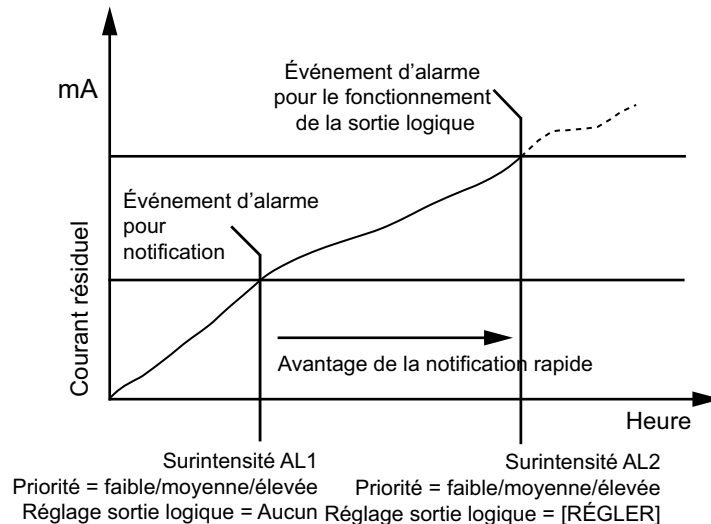 mA
Événement d'alarme
pour le fonctionnement
de la sortie logique
Événement d'alarme
pour
notification
Courant résiduel
Avantage de la notification rapide
Heure
Surintensité AL1
Priorité = faible/moyenne/élevée
Réglage sortie logique = Aucun
Surintensité AL2
Priorité = faible/moyenne/élevée
Réglage sortie logique = [RÉGLER]